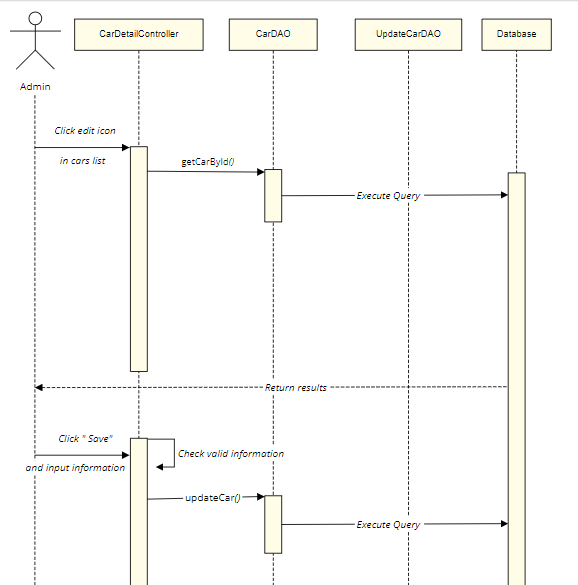 CarDetailController
CarDAO
UpdateCarDAO
Database
Admin
Click edit icon
in cars list
getCarById()
Execute Query
Return results
Click " Save"
and input information
Check valid information
updateCar()
Execute Query